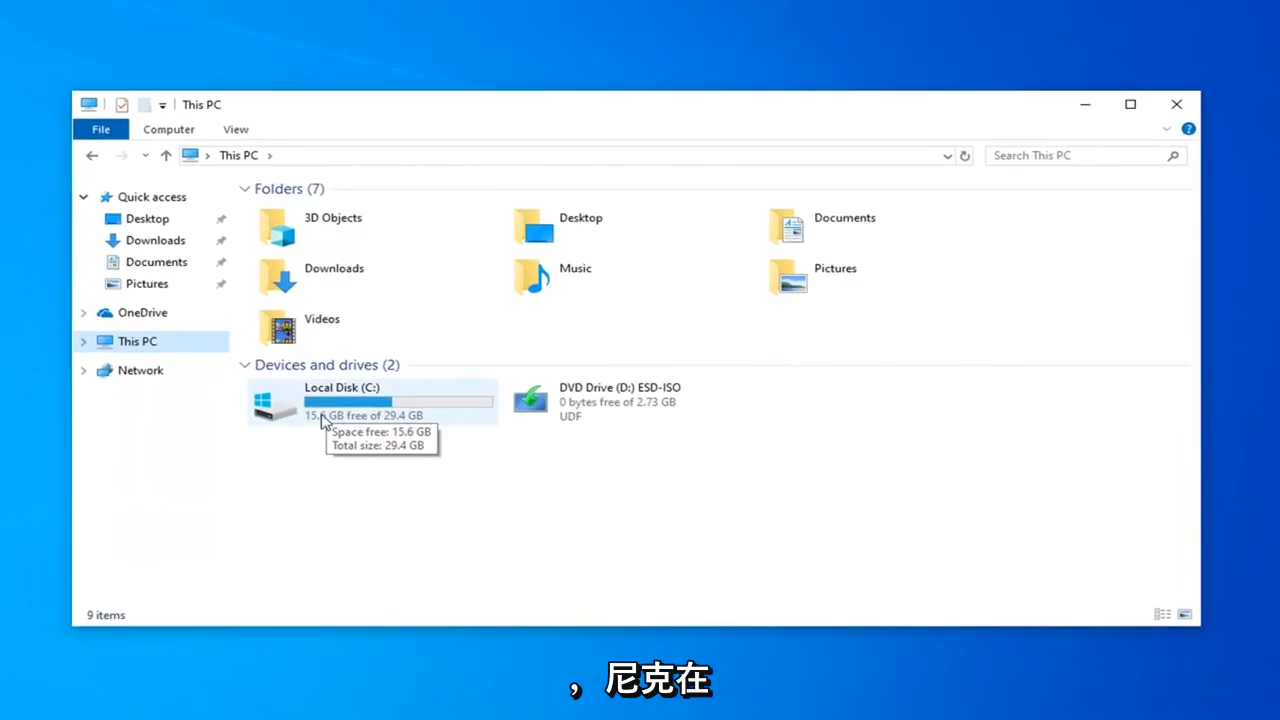 This PC
File Computer View
This PC
Search This PC
Quick access
Desktop
Downloads
Documents
Pictures
OneDrive
This PC
Network
Folders (7)
3D Objects
Desktop
Documents
Downloads
Music
Pictures
Videos
Devices and drives (2)
Local Disk (C:)
15.6 GB free of 29.4 GB
Space free: 15.6 GB
Total size: 29.4 GB
DVD Drive (D:) ESD-ISO
0 bytes free of 2.73 GB
UDF
9 items
，尼克在